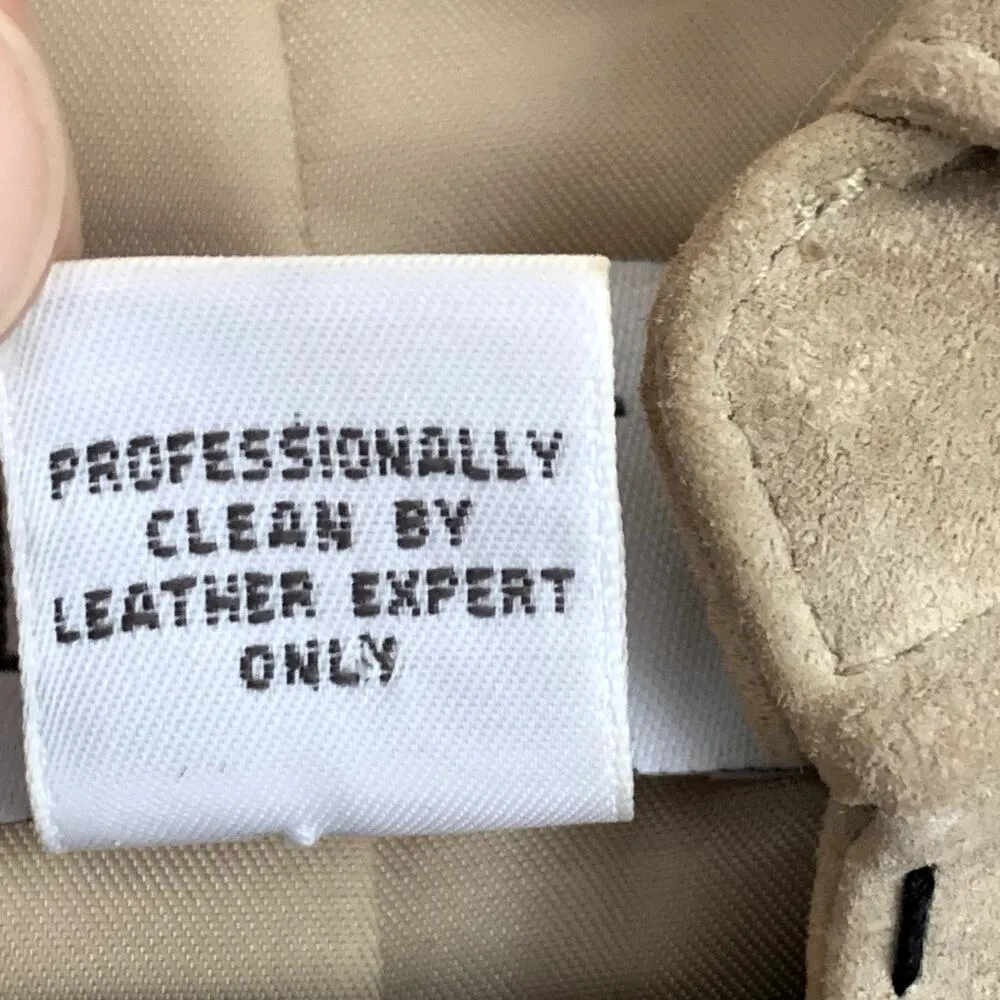 PROFESSIONALLY
CLEAN BY
LEATHER EXPERT
ONLY